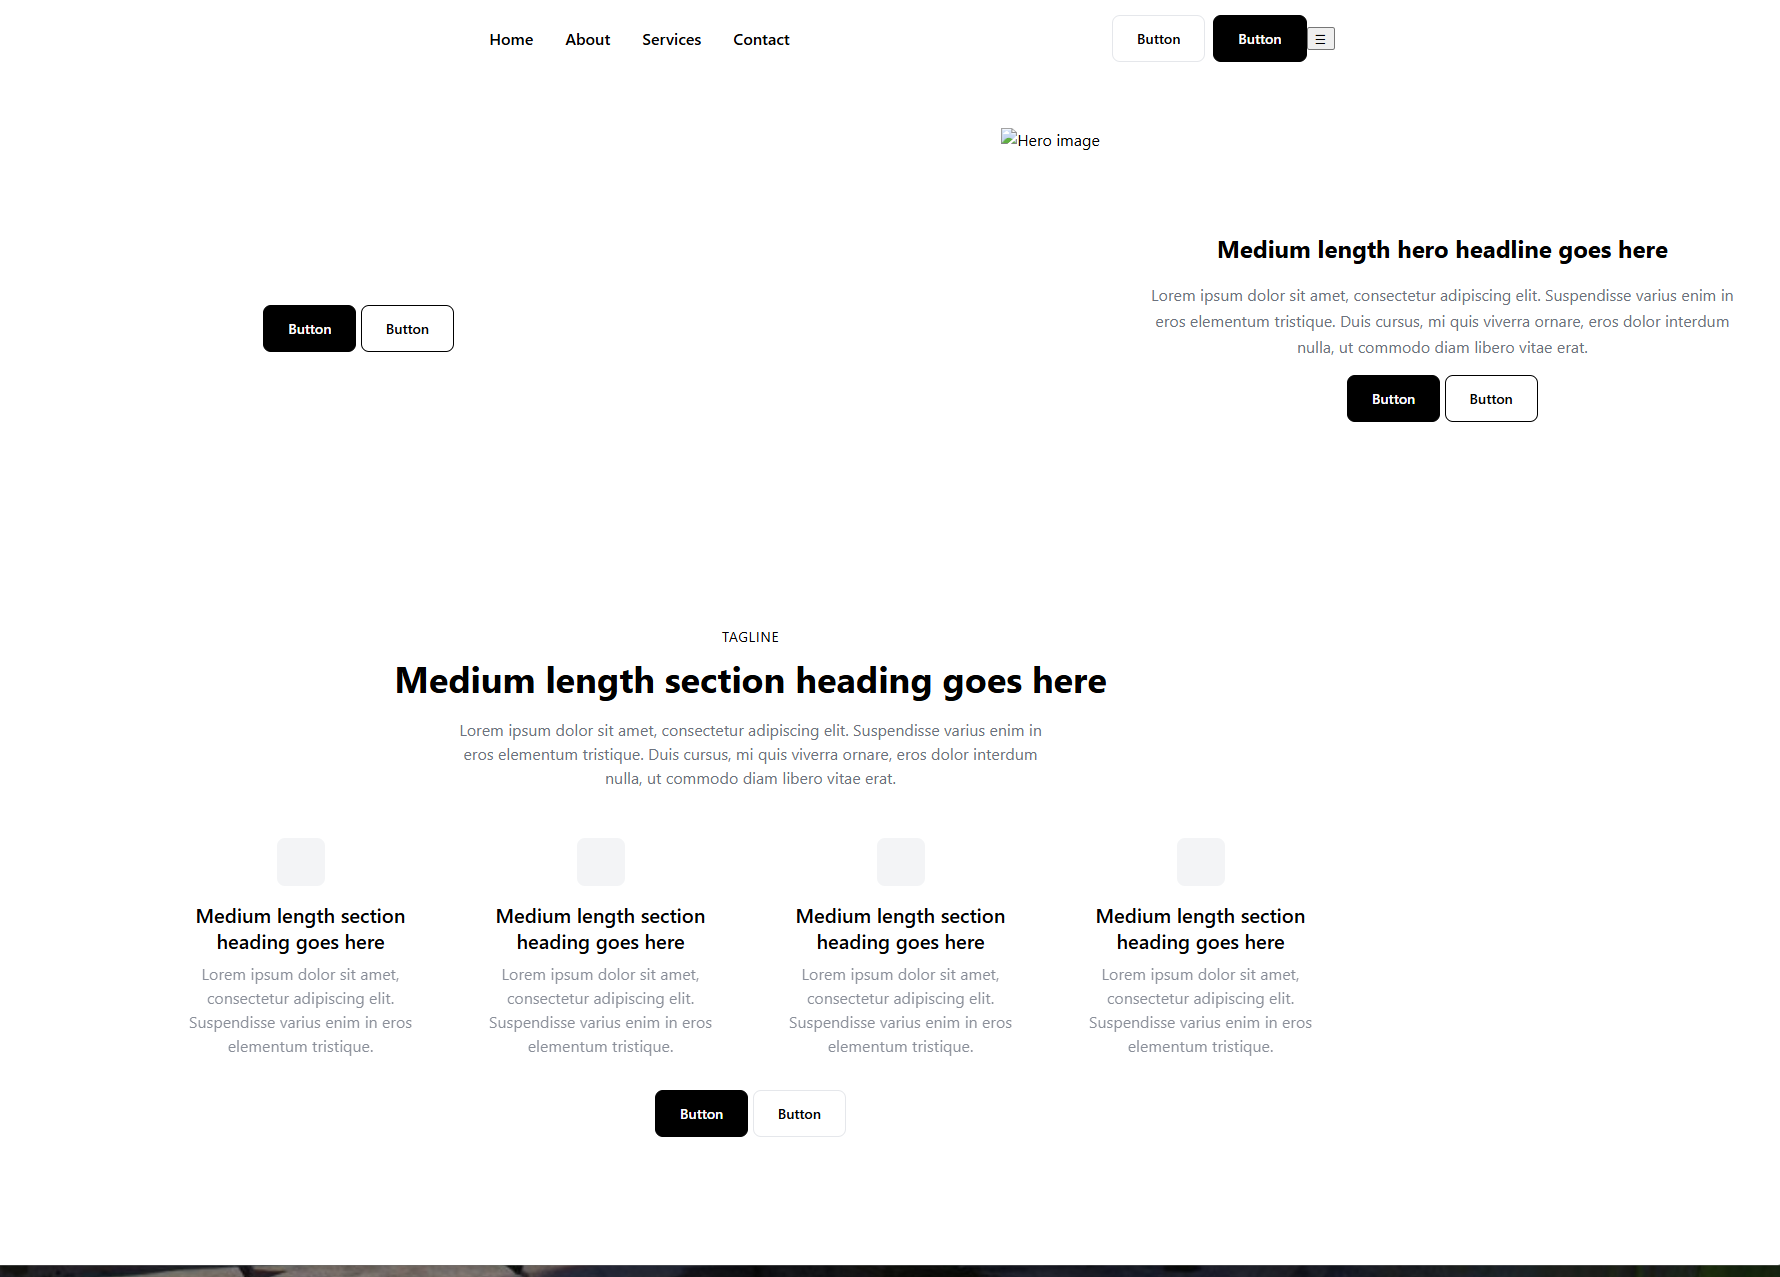 Home About Services Contact Button Button ☰
Hero image
Medium length hero headline goes here
Lorem ipsum dolor sit amet, consectetur adipiscing elit. Suspendisse varius enim in
eros elementum tristique. Duis cursus, mi quis viverra ornare, eros dolor interdum
nulla, ut commodo diam libero vitae erat.
Button Button
Button Button
TAGLINE
Medium length section heading goes here
Lorem ipsum dolor sit amet, consectetur adipiscing elit. Suspendisse varius enim in
eros elementum tristique. Duis cursus, mi quis viverra ornare, eros dolor interdum
nulla, ut commodo diam libero vitae erat.
Medium length section
heading goes here
Lorem ipsum dolor sit amet,
consectetur adipiscing elit.
Suspendisse varius enim in eros
elementum tristique.
Medium length section
heading goes here
Lorem ipsum dolor sit amet,
consectetur adipiscing elit.
Suspendisse varius enim in eros
elementum tristique.
Medium length section
heading goes here
Lorem ipsum dolor sit amet,
consectetur adipiscing elit.
Suspendisse varius enim in eros
elementum tristique.
Medium length section
heading goes here
Lorem ipsum dolor sit amet,
consectetur adipiscing elit.
Suspendisse varius enim in eros
elementum tristique.
Button Button